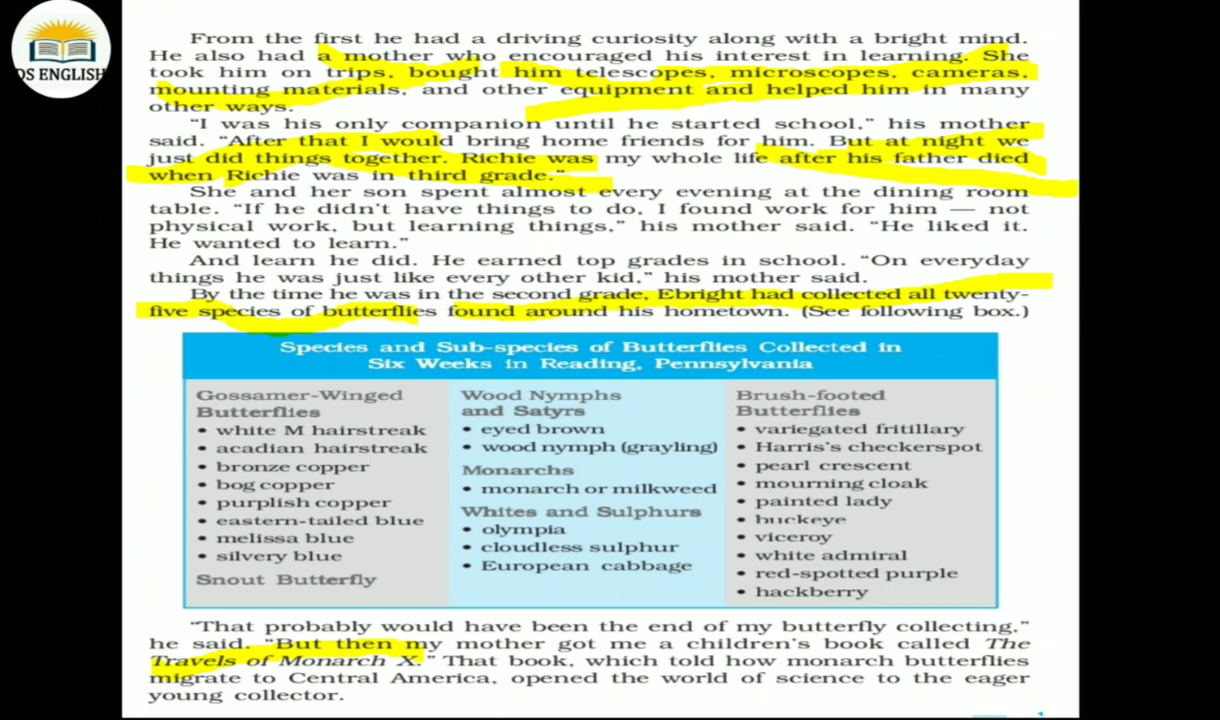 DS ENGLISH
From the first he had a driving curiosity along with a bright mind.
He also had a mother who encouraged his interest in learning. She
took him on trips, bought him telescopes, microscopes, cameras,
mounting materials, and other equipment and helped him in many
other ways.
“I was his only companion until he started school,” his mother
said. “After that I would bring home friends for him. But at night we
just did things together. Richie was my whole life after his father died
when Richie was in third grade.”
She and her son spent almost every evening at the dining room
table. “If he didn’t have things to do, I found work for him — not
physical work, but learning things,” his mother said. “He liked it.
He wanted to learn.”
And learn he did. He earned top grades in school. “On everyday
things he was just like every other kid,” his mother said.
By the time he was in the second grade, Ebright had collected all twenty-
five species of butterflies found around his hometown. (See following box.)
Species and Sub-species of Butterflies Collected in
Six Weeks in Reading, Pennsylvania
Gossamer-Winged
Butterflies
• white M hairstreak
• acadian hairstreak
• bronze copper
• bog copper
• purplish copper
• eastern-tailed blue
• melissa blue
• silvery blue
Snout Butterfly
Wood Nymphs
and Satyrs
• eyed brown
• wood nymph (grayling)
Monarchs
• monarch or milkweed
Whites and Sulphurs
• olympia
• cloudless sulphur
• European cabbage
Brush-footed
Butterflies
• variegated fritillary
• Harris’s checkerspot
• pearl crescent
• mourning cloak
• painted lady
• buckeye
• viceroy
• white admiral
• red-spotted purple
• hackberry
“That probably would have been the end of my butterfly collecting,”
he said. “But then my mother got me a children’s book called The
Travels of Monarch X.” That book, which told how monarch butterflies
migrate to Central America, opened the world of science to the eager
young collector.